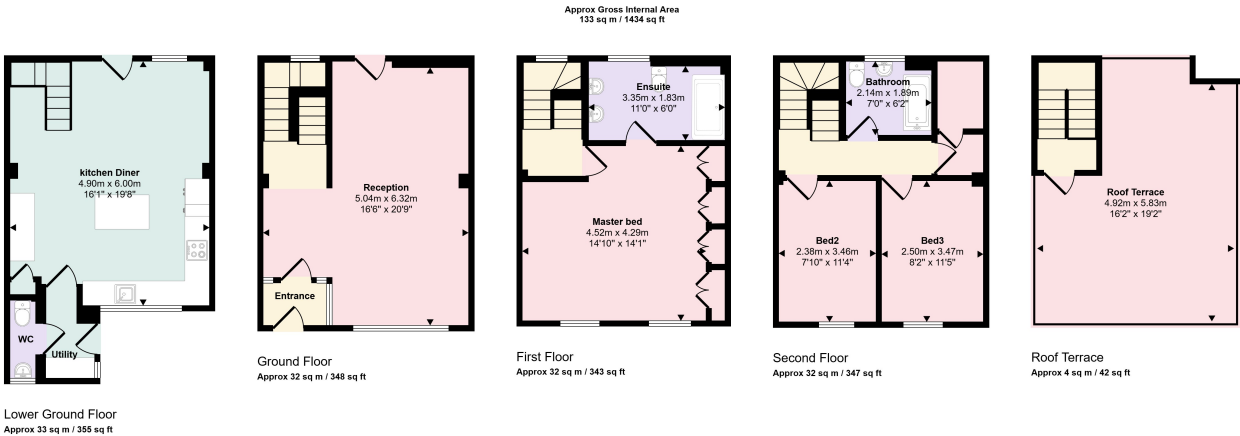 Approx Gross Internal Area
133 sq m / 1434 sq ft
kitchen Diner
4.90m x 6.00m
16'1" x 19'8"
WC
Utility
Lower Ground Floor
Approx 33 sq m / 355 sq ft
Reception
5.04m x 6.32m
16'6" x 20'9"
Entrance
Ground Floor
Approx 32 sq m / 348 sq ft
Ensuite
3.35m x 1.83m
11'0" x 6'0"
Master bed
4.52m x 4.29m
14'10" x 14'1"
First Floor
Approx 32 sq m / 343 sq ft
Bathroom
2.14m x 1.89m
7'0" x 6'2"
Bed2
2.38m x 3.46m
7'10" x 11'4"
Bed3
2.50m x 3.47m
8'2" x 11'5"
Second Floor
Approx 32 sq m / 347 sq ft
Roof Terrace
4.92m x 5.83m
16'2" x 19'2"
Roof Terrace
Approx 4 sq m / 42 sq ft